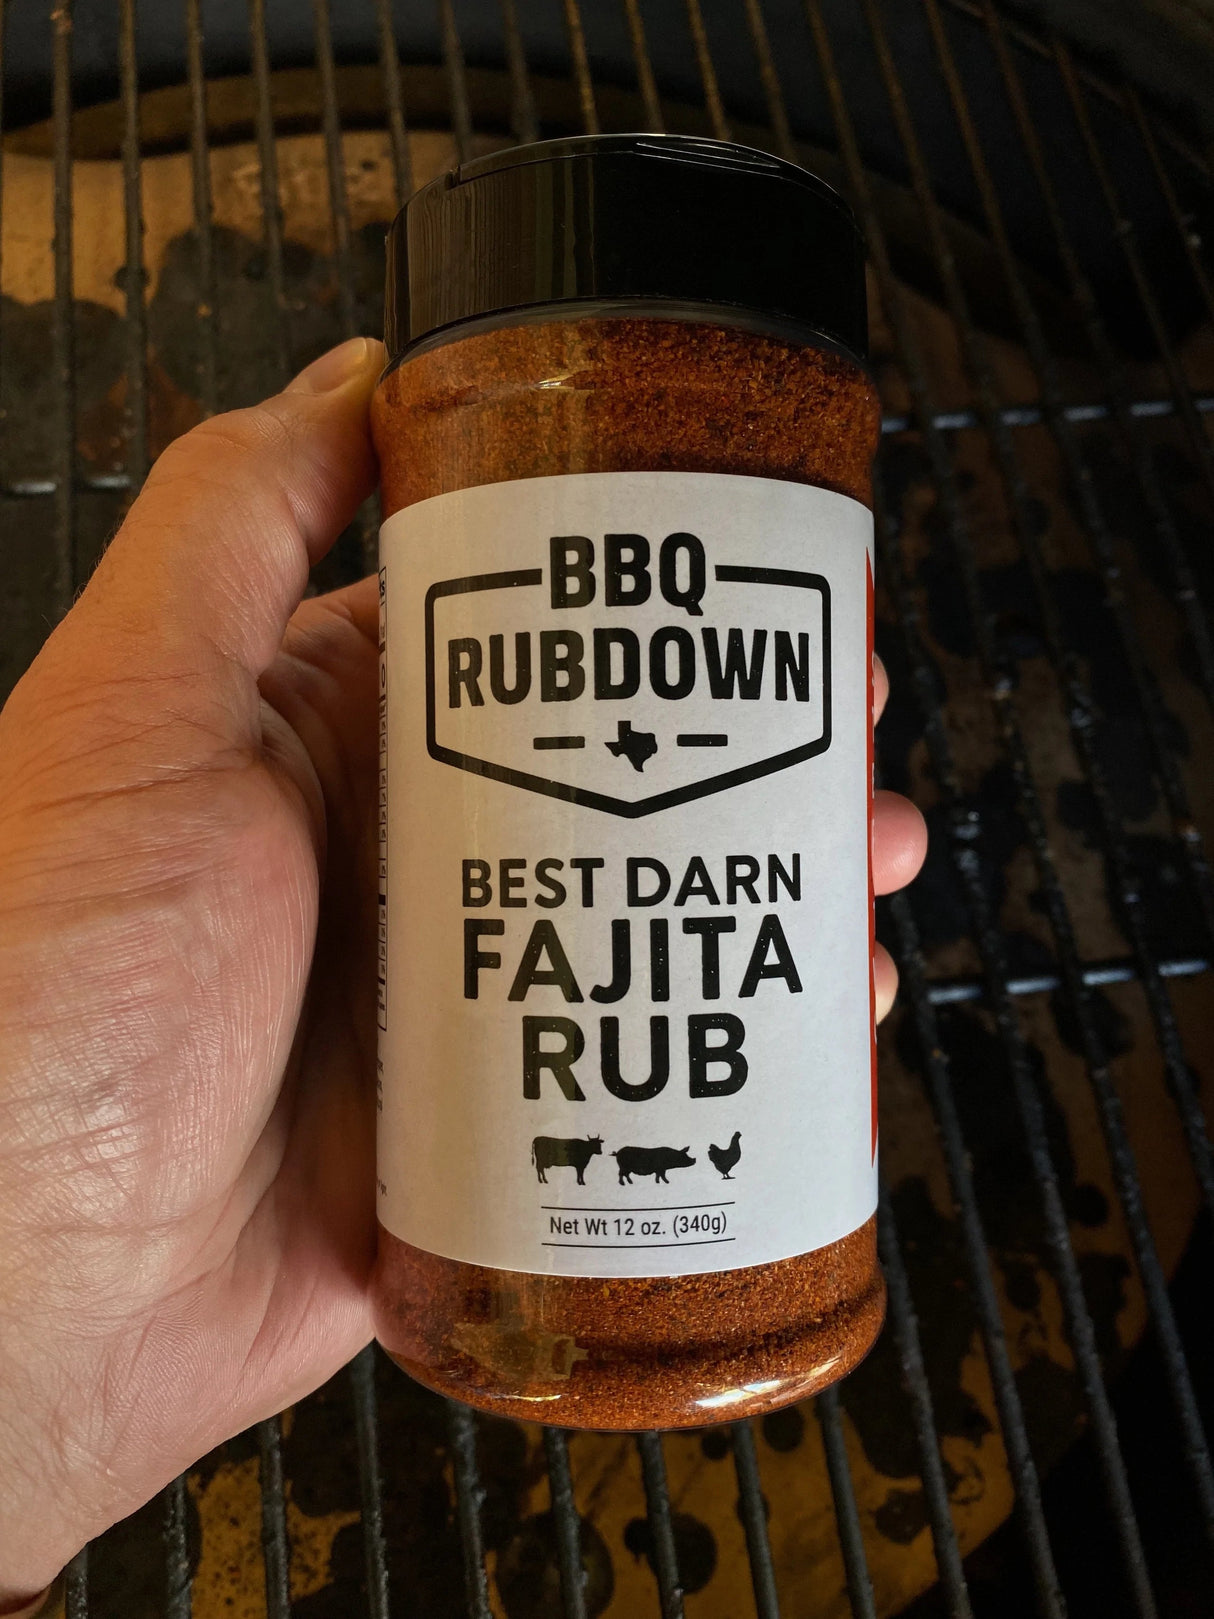 BBQ
RUBDOWN
BEST DARN
FAJITA
RUB
Net Wt 12 oz. (340g)